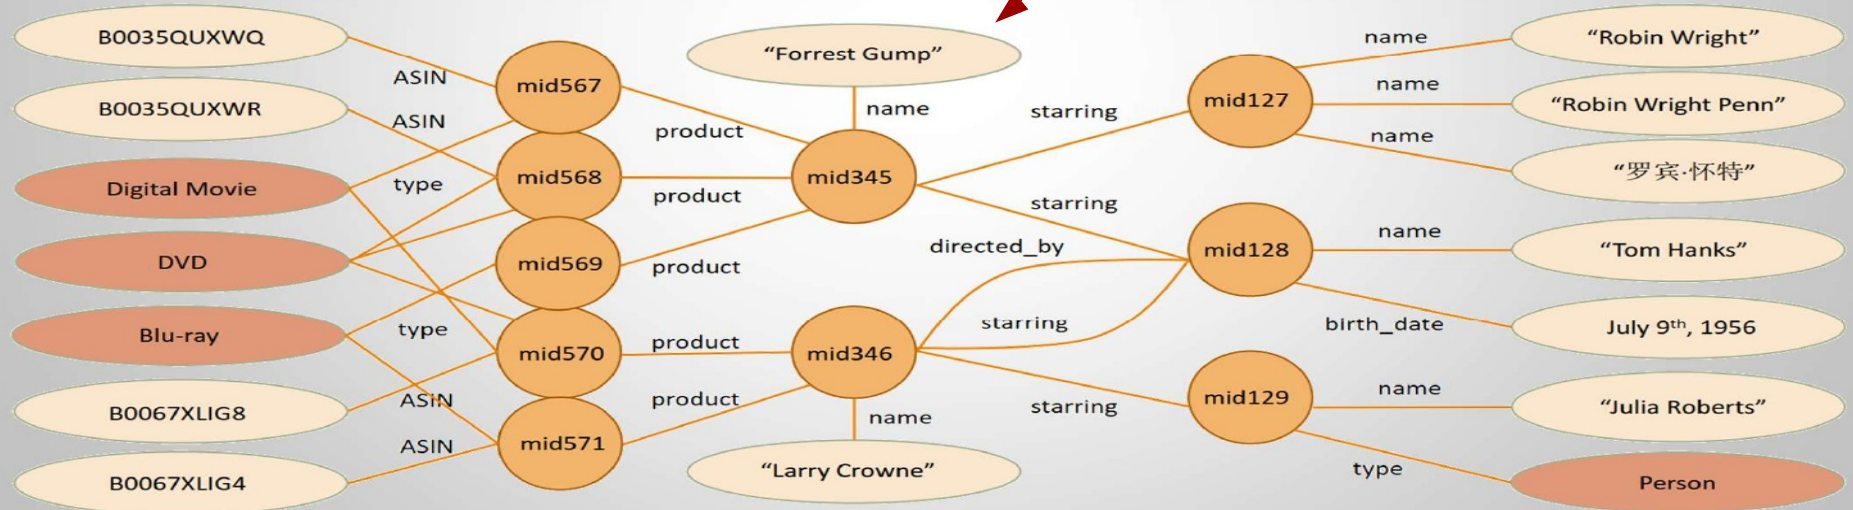 B0035QUXWQ
B0035QUXWR
Digital Movie
DVD
Blu-ray
B0067XLIG8
B0067XLIG4
ASIN
ASIN
type
type
ASIN
ASIN
mid567
mid568
mid569
mid570
mid571
product
product
product
product
product
“Forrest Gump”
name
mid345
mid346
name
“Larry Crowne”
starring
starring
directed_by
starring
starring
mid127
mid128
mid129
name
name
name
name
birth_date
name
type
“Robin Wright”
“Robin Wright Penn”
“罗宾·怀特”
“Tom Hanks”
July 9th, 1956
“Julia Roberts”
Person